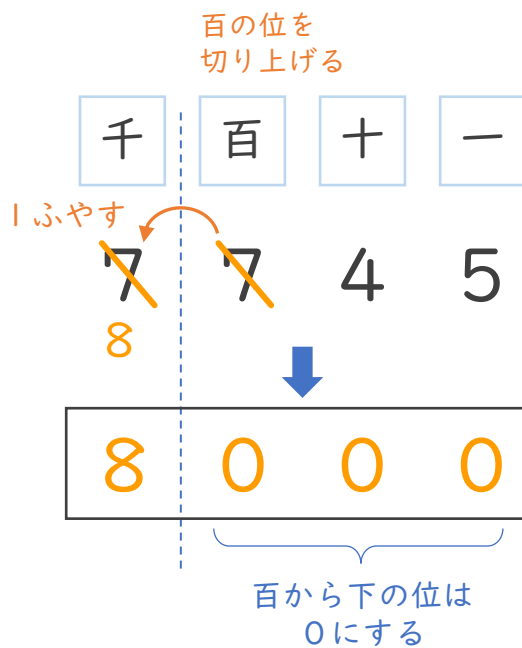 百の位を
切り上げる
千 百 十 一
1ふやす
7 7 4 5
8
8 0 0 0
百から下の位は
0にする